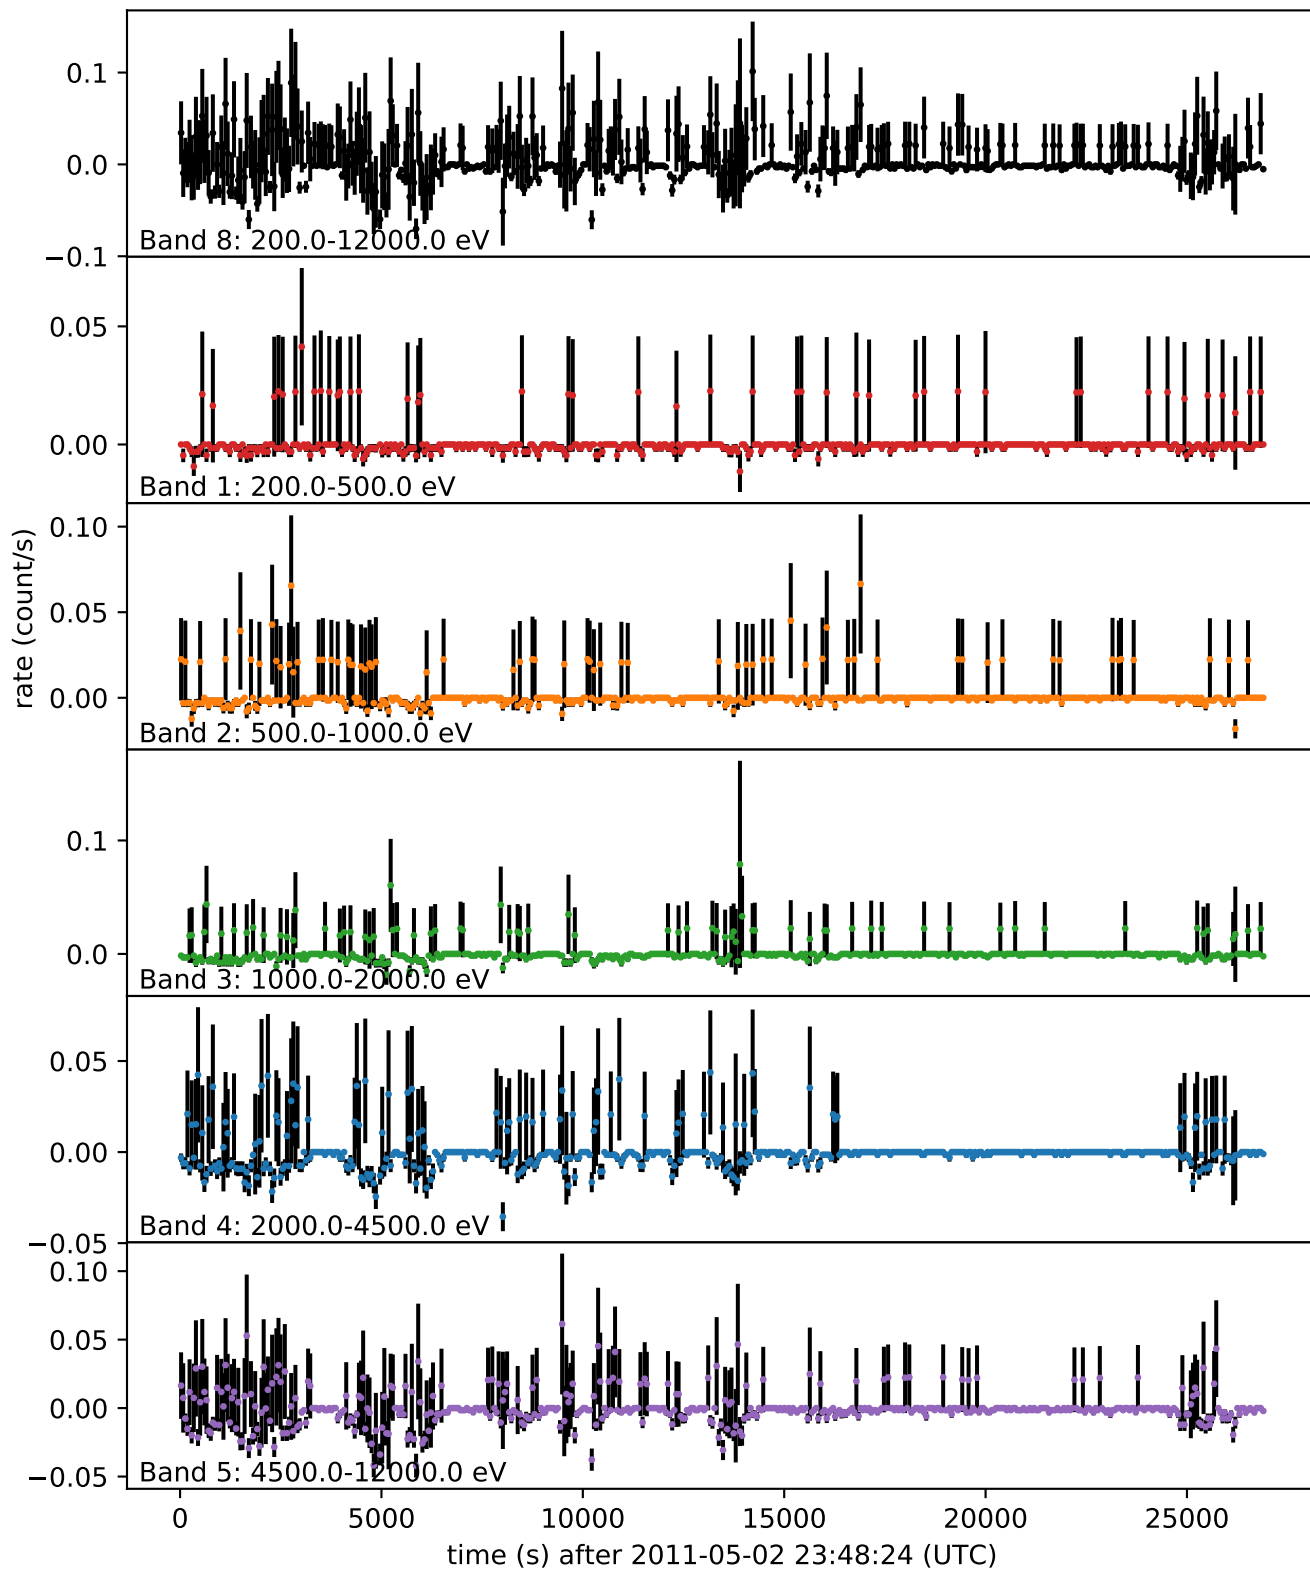 0.1
0.0
−0.1
Band 8: 200.0-12000.0 eV
0.05
0.00
Band 1: 200.0-500.0 eV
0.10
0.05
0.00
Band 2: 500.0-1000.0 eV
rate (count/s)
0.1
0.0
Band 3: 1000.0-2000.0 eV
0.05
0.00
−0.05
Band 4: 2000.0-4500.0 eV
0.10
0.05
0.00
−0.05
Band 5: 4500.0-12000.0 eV
0 5000 10000 15000 20000 25000
time (s) after 2011-05-02 23:48:24 (UTC)